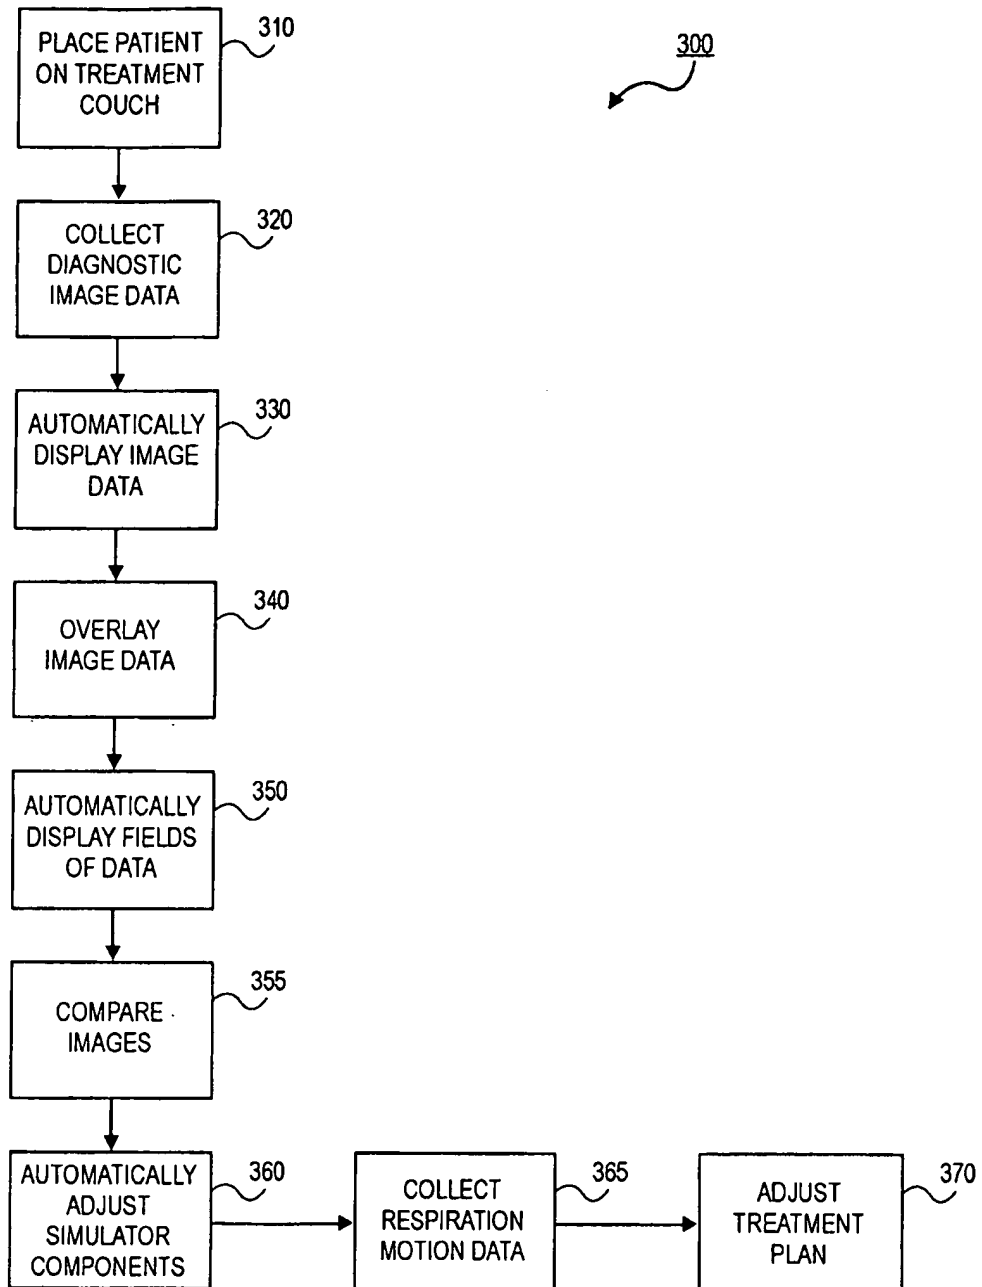 PLACE PATIENT
ON TREATMENT
COUCH
310
300
COLLECT
DIAGNOSTIC
IMAGE DATA
320
AUTOMATICALLY
DISPLAY IMAGE
DATA
330
OVERLAY
IMAGE DATA
340
AUTOMATICALLY
DISPLAY FIELDS
OF DATA
350
COMPARE
IMAGES
355
AUTOMATICALLY
ADJUST
SIMULATOR
COMPONENTS
360
COLLECT
RESPIRATION
MOTION DATA
365
ADJUST
TREATMENT
PLAN
370